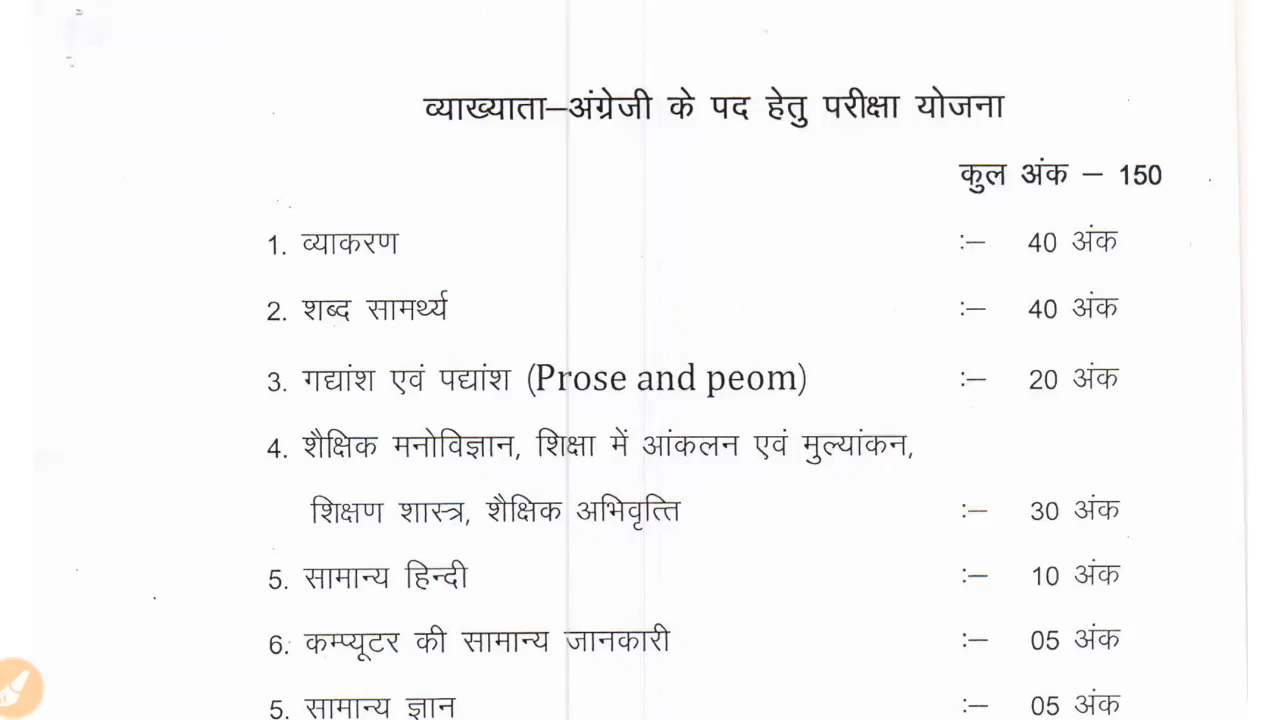 व्याख्याता–अंग्रेजी के पद हेतु परीक्षा योजना
कुल अंक – 150
1. व्याकरण :– 40 अंक
2. शब्द सामर्थ्य :– 40 अंक
3. गद्यांश एवं पद्यांश (Prose and peom) :– 20 अंक
4. शैक्षिक मनोविज्ञान, शिक्षा में आंकलन एवं मुल्यांकन,
शिक्षण शास्त्र, शैक्षिक अभिवृत्ति :– 30 अंक
5. सामान्य हिन्दी :– 10 अंक
6. कम्प्यूटर की सामान्य जानकारी :– 05 अंक
5. सामान्य ज्ञान :– 05 अंक